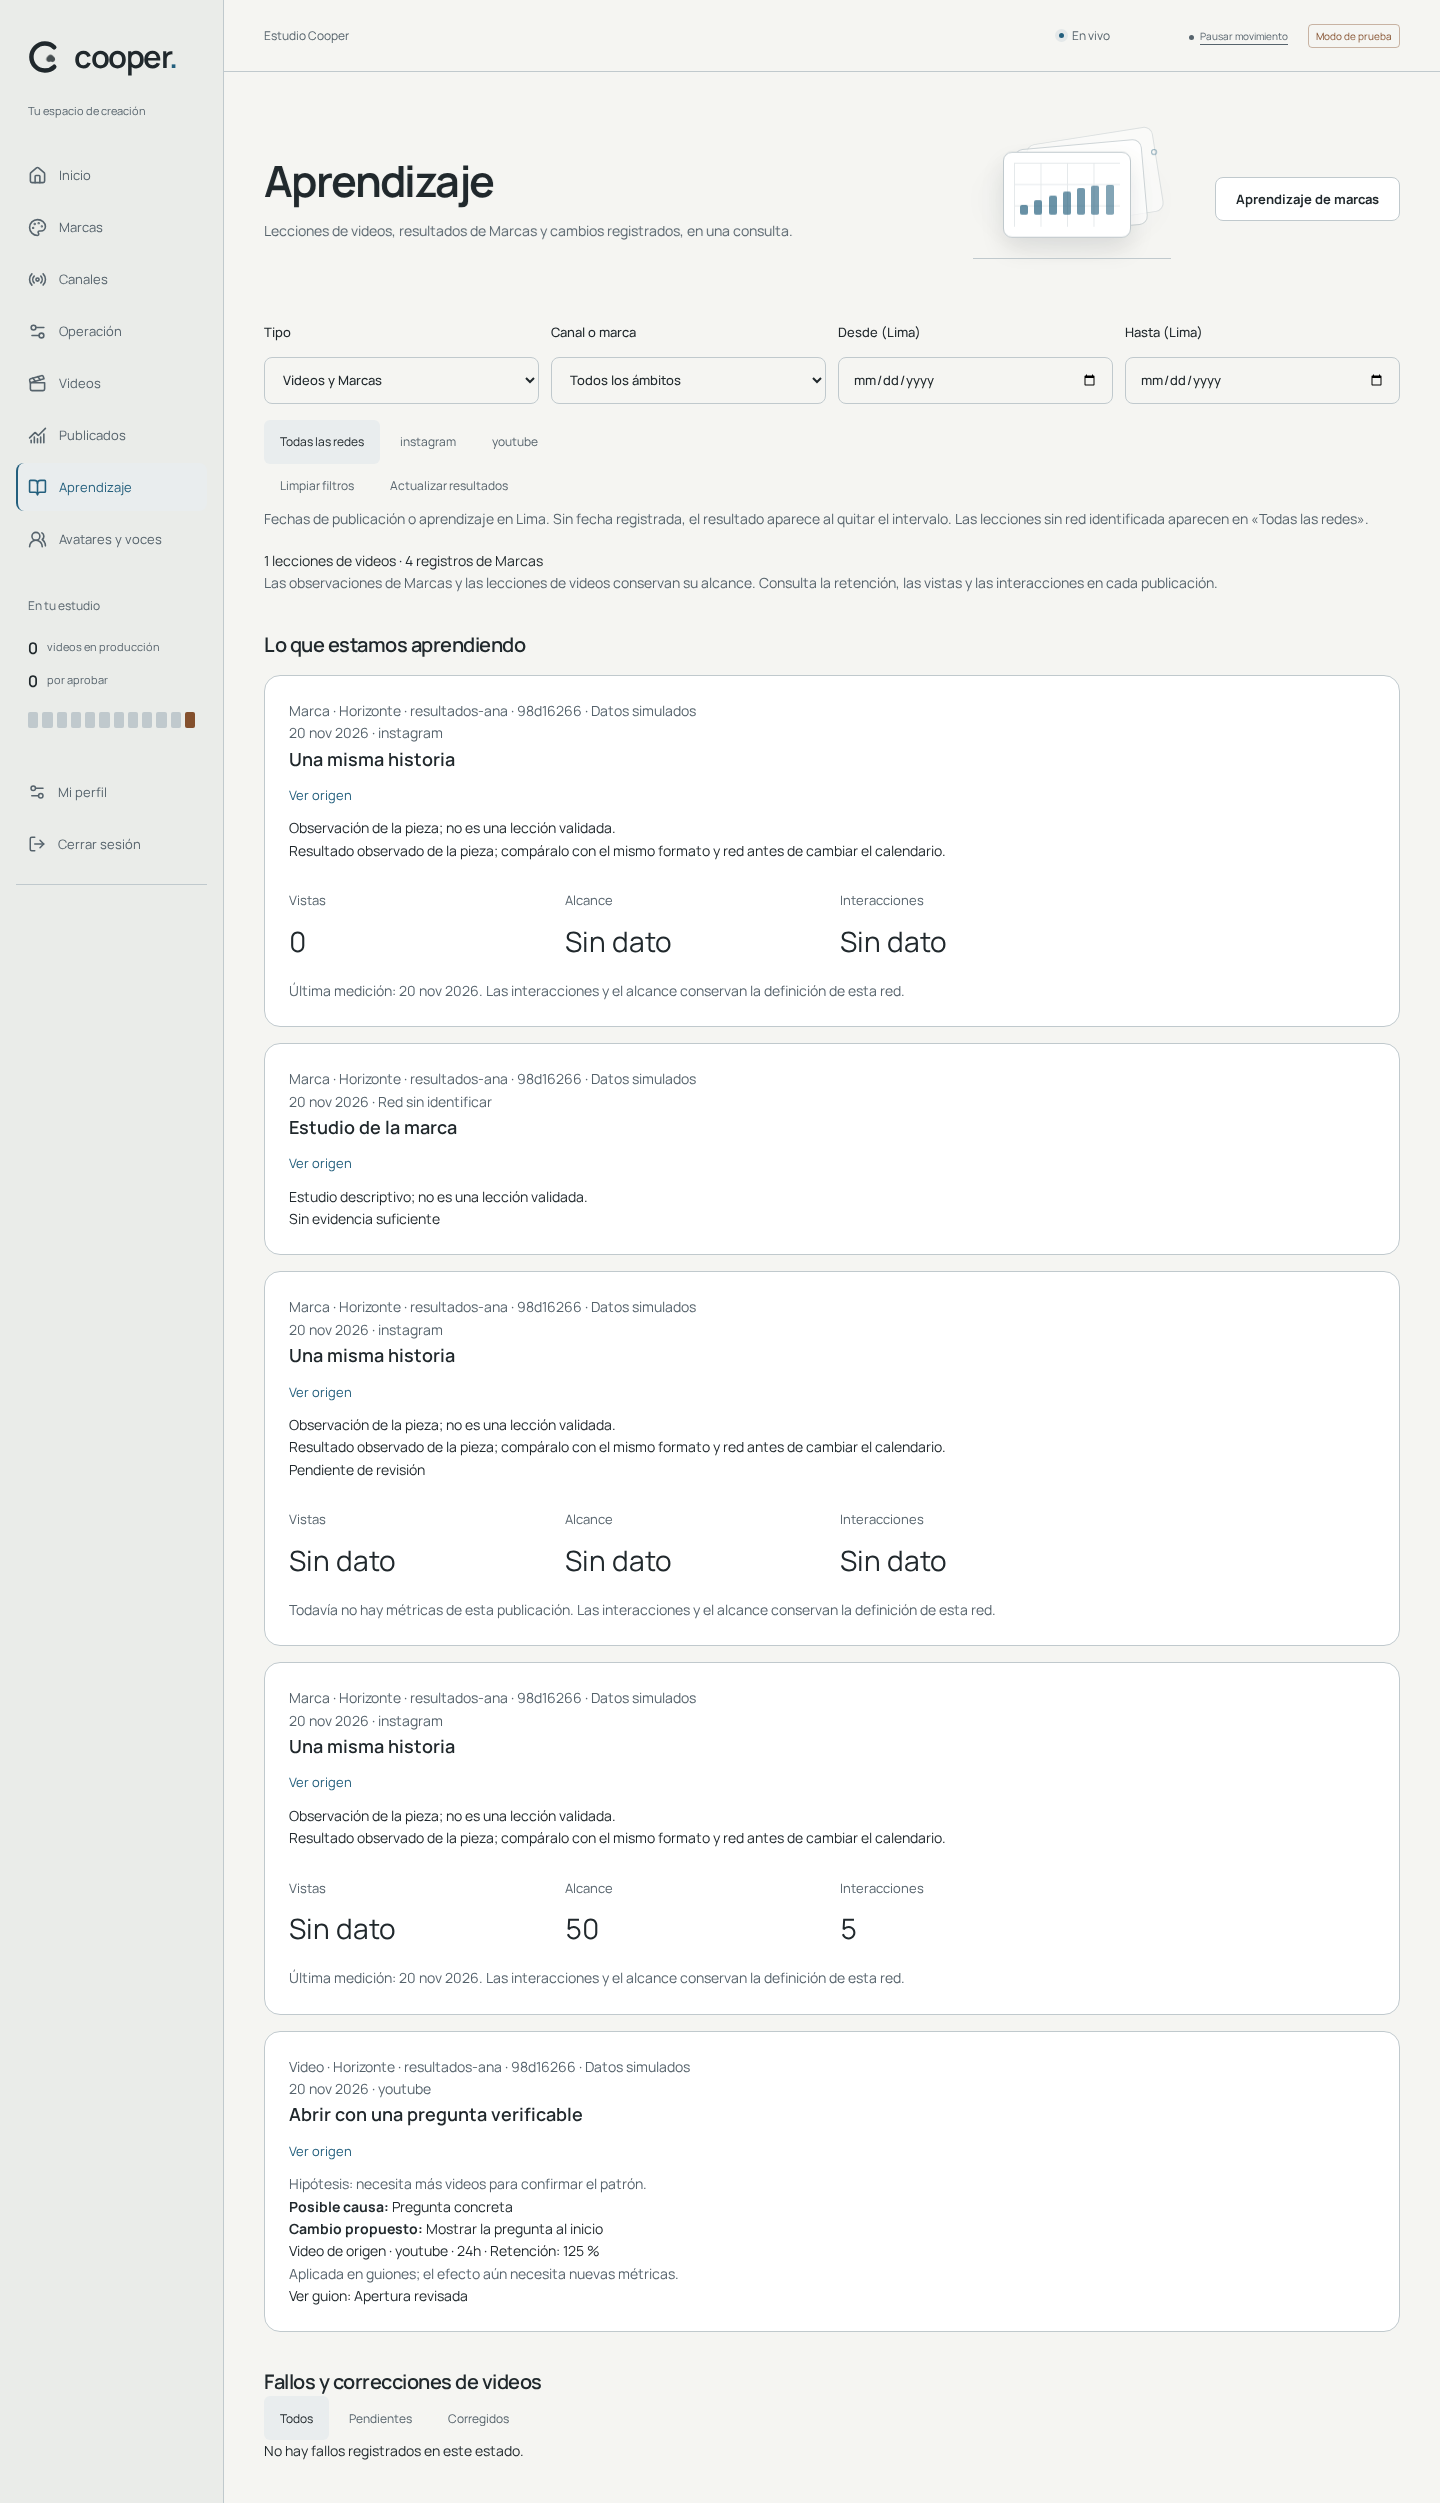 cooper.
Tu espacio de creación
Inicio
Marcas
Canales
Operación
Videos
Publicados
Aprendizaje
Avatares y voces
En tu estudio
0 videos en producción
0 por aprobar
Mi perfil
Cerrar sesión
Estudio Cooper
En vivo
Pausar movimiento
Modo de prueba
Aprendizaje
Lecciones de videos, resultados de Marcas y cambios registrados, en una consulta.
Aprendizaje de marcas
Tipo
Canal o marca
Desde (Lima)
Hasta (Lima)
Videos y Marcas
Todos los ámbitos
mm/dd/yyyy
mm/dd/yyyy
Todas las redes
instagram
youtube
Limpiar filtros
Actualizar resultados
Fechas de publicación o aprendizaje en Lima. Sin fecha registrada, el resultado aparece al quitar el intervalo. Las lecciones sin red identificada aparecen en «Todas las redes».
1 lecciones de videos · 4 registros de Marcas
Las observaciones de Marcas y las lecciones de videos conservan su alcance. Consulta la retención, las vistas y las interacciones en cada publicación.
Lo que estamos aprendiendo
Marca · Horizonte · resultados-ana · 98d16266 · Datos simulados
20 nov 2026 · instagram
Una misma historia
Ver origen
Observación de la pieza; no es una lección validada.
Resultado observado de la pieza; compáralo con el mismo formato y red antes de cambiar el calendario.
Vistas
Alcance
Interacciones
0
Sin dato
Sin dato
Última medición: 20 nov 2026. Las interacciones y el alcance conservan la definición de esta red.
Marca · Horizonte · resultados-ana · 98d16266 · Datos simulados
20 nov 2026 · Red sin identificar
Estudio de la marca
Ver origen
Estudio descriptivo; no es una lección validada.
Sin evidencia suficiente
Marca · Horizonte · resultados-ana · 98d16266 · Datos simulados
20 nov 2026 · instagram
Una misma historia
Ver origen
Observación de la pieza; no es una lección validada.
Resultado observado de la pieza; compáralo con el mismo formato y red antes de cambiar el calendario.
Pendiente de revisión
Vistas
Alcance
Interacciones
Sin dato
Sin dato
Sin dato
Todavía no hay métricas de esta publicación. Las interacciones y el alcance conservan la definición de esta red.
Marca · Horizonte · resultados-ana · 98d16266 · Datos simulados
20 nov 2026 · instagram
Una misma historia
Ver origen
Observación de la pieza; no es una lección validada.
Resultado observado de la pieza; compáralo con el mismo formato y red antes de cambiar el calendario.
Vistas
Alcance
Interacciones
Sin dato
50
5
Última medición: 20 nov 2026. Las interacciones y el alcance conservan la definición de esta red.
Video · Horizonte · resultados-ana · 98d16266 · Datos simulados
20 nov 2026 · youtube
Abrir con una pregunta verificable
Ver origen
Hipótesis: necesita más videos para confirmar el patrón.
Posible causa: Pregunta concreta
Cambio propuesto: Mostrar la pregunta al inicio
Video de origen · youtube · 24h · Retención: 125 %
Aplicada en guiones; el efecto aún necesita nuevas métricas.
Ver guion: Apertura revisada
Fallos y correcciones de videos
Todos
Pendientes
Corregidos
No hay fallos registrados en este estado.